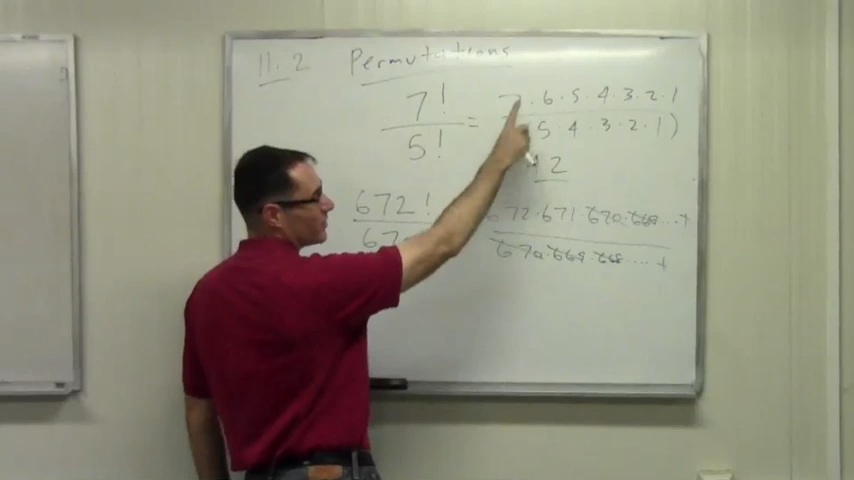 11.2 Permutations
7! / 5! = 7·6·5·4·3·2·1 / 5·4·3·2·1)
42
672! / 67 672·671·670·669...1 / 670·669·668...1